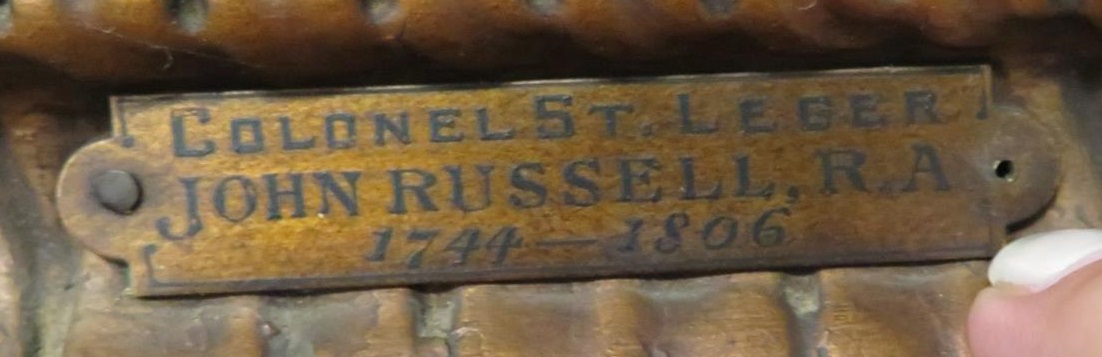 COLONEL ST. LEGER
JOHN RUSSELL, R.A
1744 — 1806